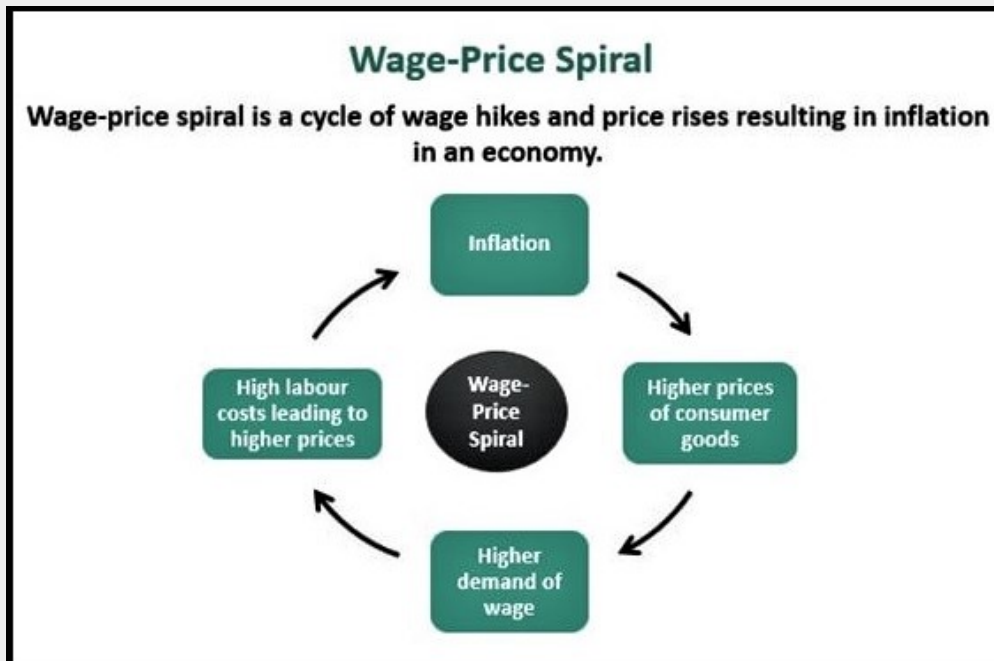 Wage-Price Spiral
Wage-price spiral is a cycle of wage hikes and price rises resulting in inflation
in an economy.
Inflation
Higher prices
of consumer
goods
Higher
demand of
wage
High labour
costs leading to
higher prices
Wage-
Price
Spiral